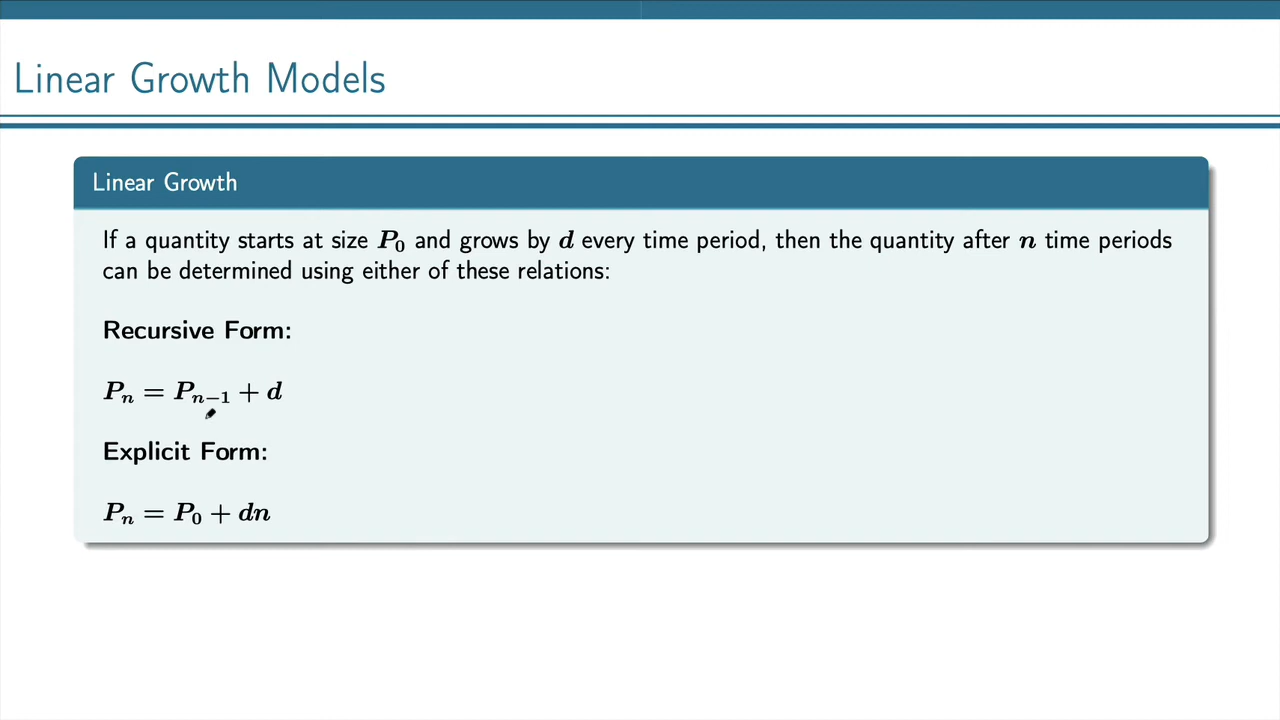 Linear Growth Models
Linear Growth
If a quantity starts at size P₀ and grows by d every time period, then the quantity after n time periods
can be determined using either of these relations:
Recursive Form:
Pₙ = Pₙ₋₁ + d
Explicit Form:
Pₙ = P₀ + dn